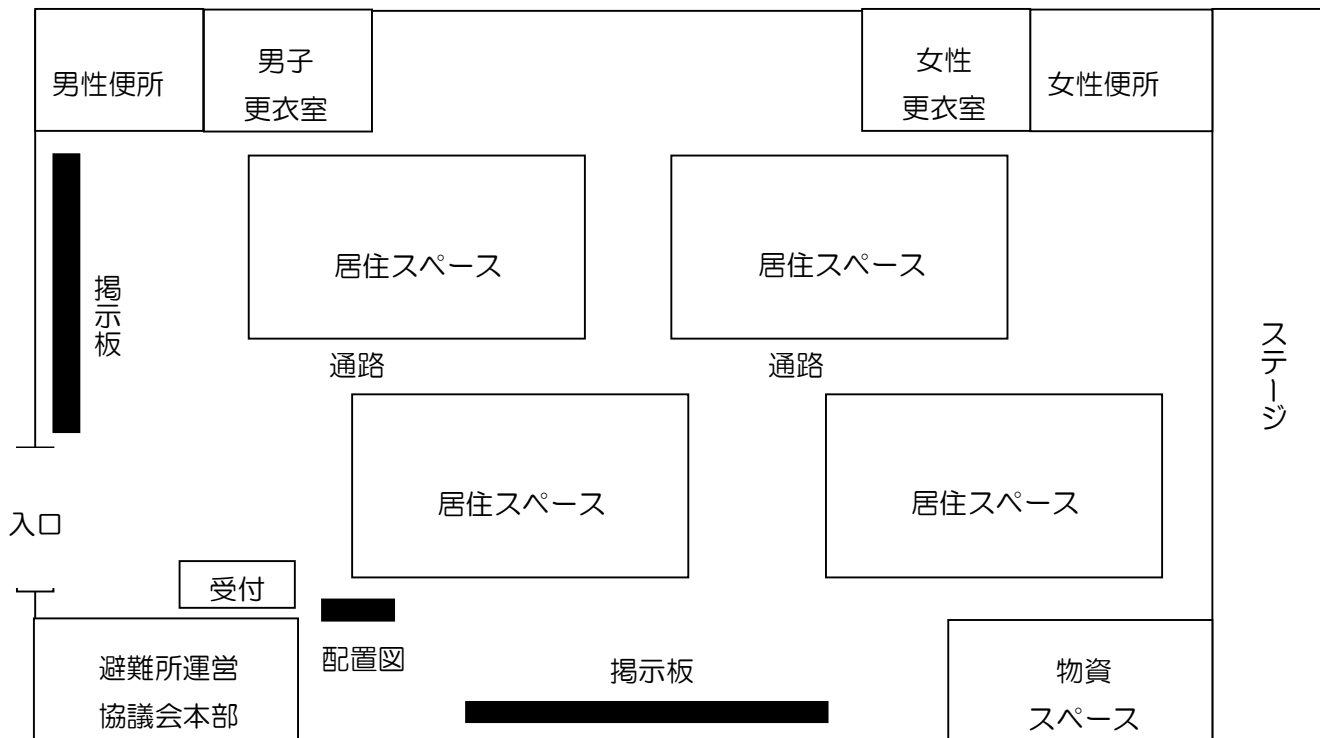 男性便所
男子
更衣室
女性
更衣室
女性便所
居住スペース
居住スペース
掲示板
通路
通路
ステージ
居住スペース
居住スペース
入口
受付
配置図
避難所運営
協議会本部
掲示板
物資
スペース